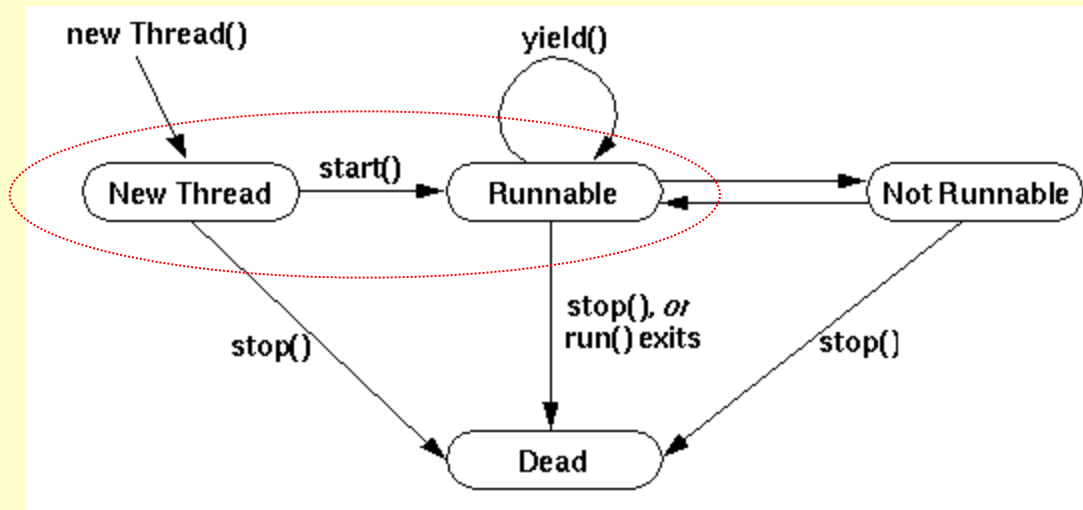 new Thread()
yield()
New Thread
start()
Runnable
Not Runnable
stop()
stop(), or
run() exits
stop()
Dead